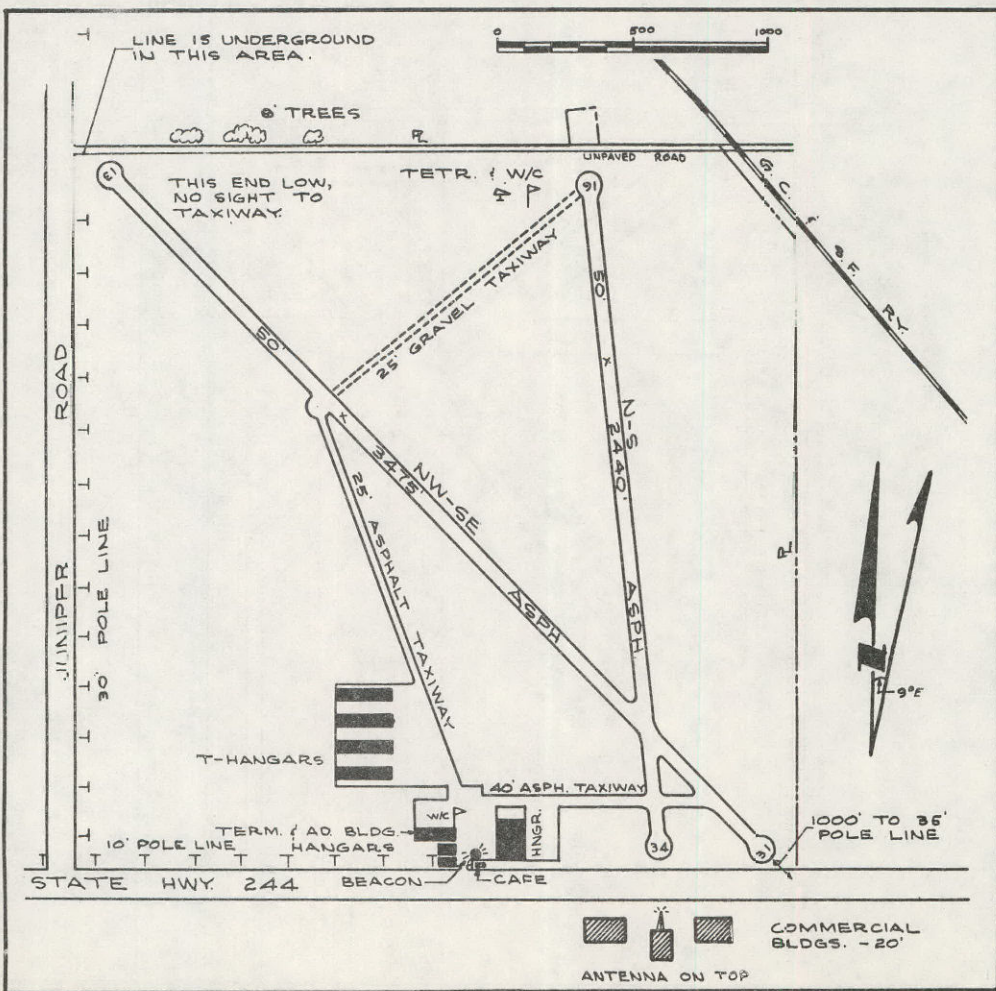 LINE IS UNDERGROUND
IN THIS AREA.
0 500 1000
8' TREES
PL
UNPAVED ROAD
G. C. &
S. F. RY.
13
THIS END LOW,
NO SIGHT TO
TAXIWAY.
TETR. & W/C
16
50'
25' GRAVEL TAXIWAY
50'
x
N-S
2440'
ASPH.
x
NW-SE
3475'
ASPH
25' ASPHALT TAXIWAY
JUNIPER ROAD
30' POLE LINE
PL
N
9°E
T-HANGARS
40' ASPH. TAXIWAY
W/C
TERM. & AD. BLDG.
HANGARS
HNGR.
10' POLE LINE
34
31
1000' TO 35'
POLE LINE
BEACON
CAFE
STATE HWY. 244
COMMERCIAL
BLDGS. - 20'
ANTENNA ON TOP